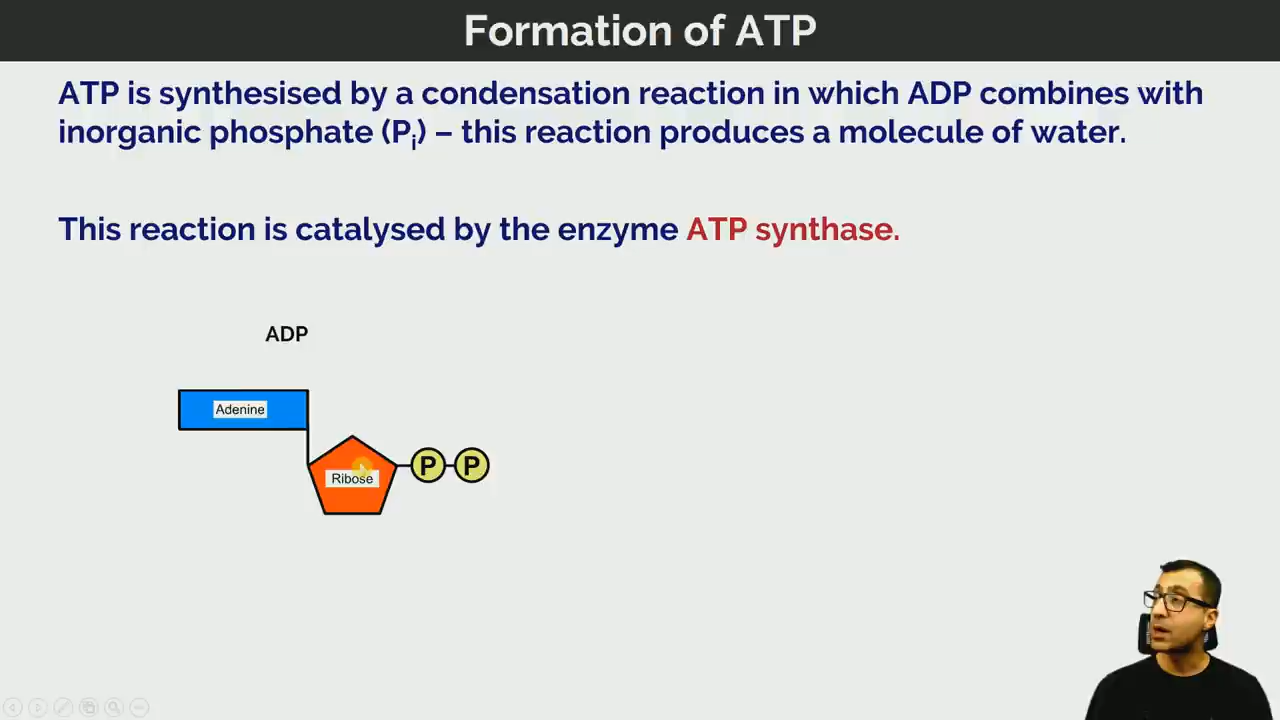 Formation of ATP
ATP is synthesised by a condensation reaction in which ADP combines with
inorganic phosphate (Pi) – this reaction produces a molecule of water.
This reaction is catalysed by the enzyme ATP synthase.
ADP
Adenine
Ribose
P
P